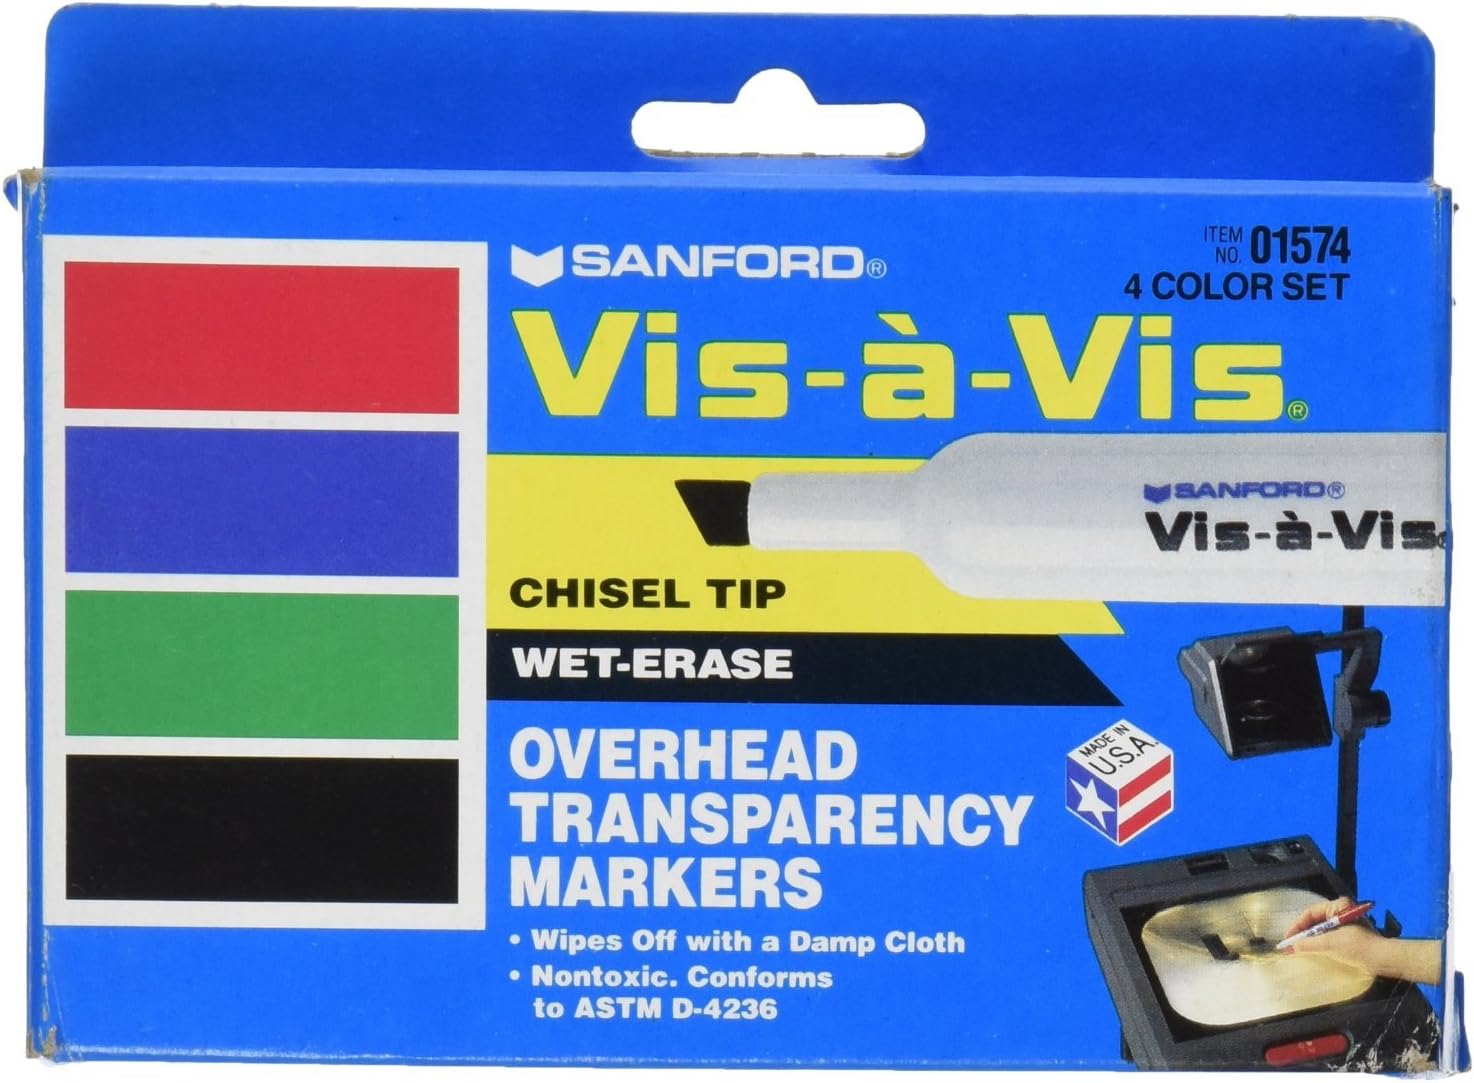 SANFORD®
ITEM NO. 01574
4 COLOR SET
Vis-à-Vis®
SANFORD®
Vis-à-Vis
CHISEL TIP
WET-ERASE
MADE IN
U.S.A.
OVERHEAD
TRANSPARENCY
MARKERS
• Wipes Off with a Damp Cloth
• Nontoxic. Conforms
to ASTM D-4236